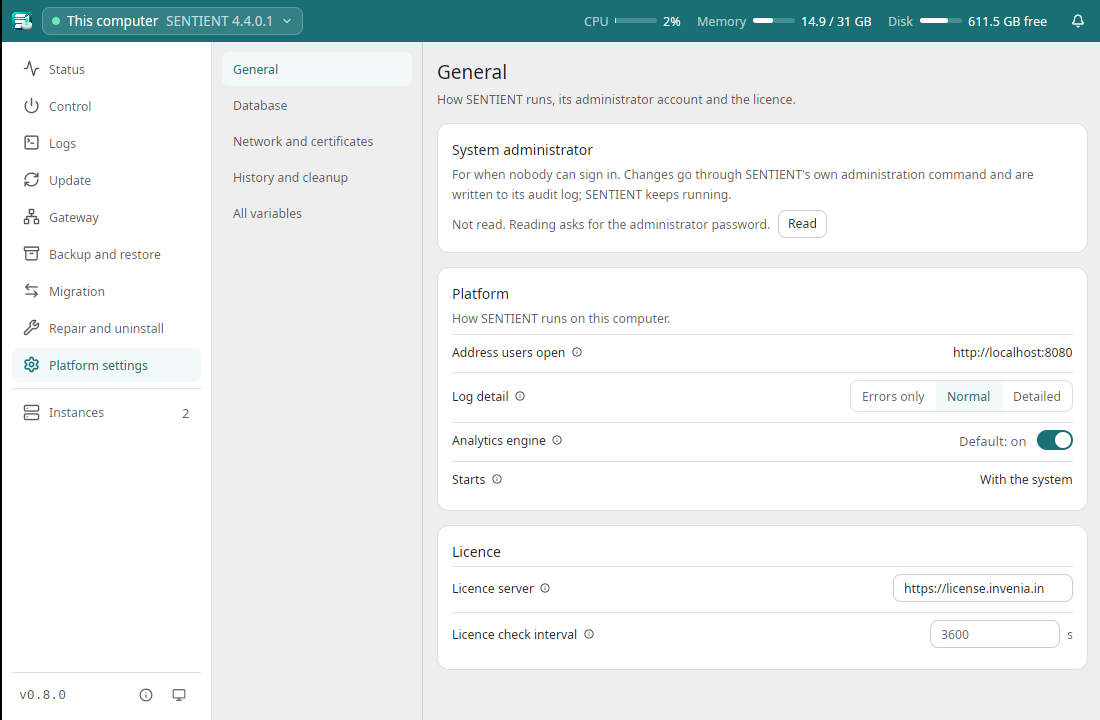 This computer SENTIENT 4.4.0.1
CPU 2% Memory 14.9 / 31 GB Disk 611.5 GB free
Status
Control
Logs
Update
Gateway
Backup and restore
Migration
Repair and uninstall
Platform settings
Instances 2
v0.8.0
General
Database
Network and certificates
History and cleanup
All variables
General
How SENTIENT runs, its administrator account and the licence.
System administrator
For when nobody can sign in. Changes go through SENTIENT's own administration command and are
written to its audit log; SENTIENT keeps running.
Not read. Reading asks for the administrator password. Read
Platform
How SENTIENT runs on this computer.
Address users open http://localhost:8080
Log detail Errors only Normal Detailed
Analytics engine Default: on
Starts With the system
Licence
Licence server https://license.invenia.in
Licence check interval 3600 s